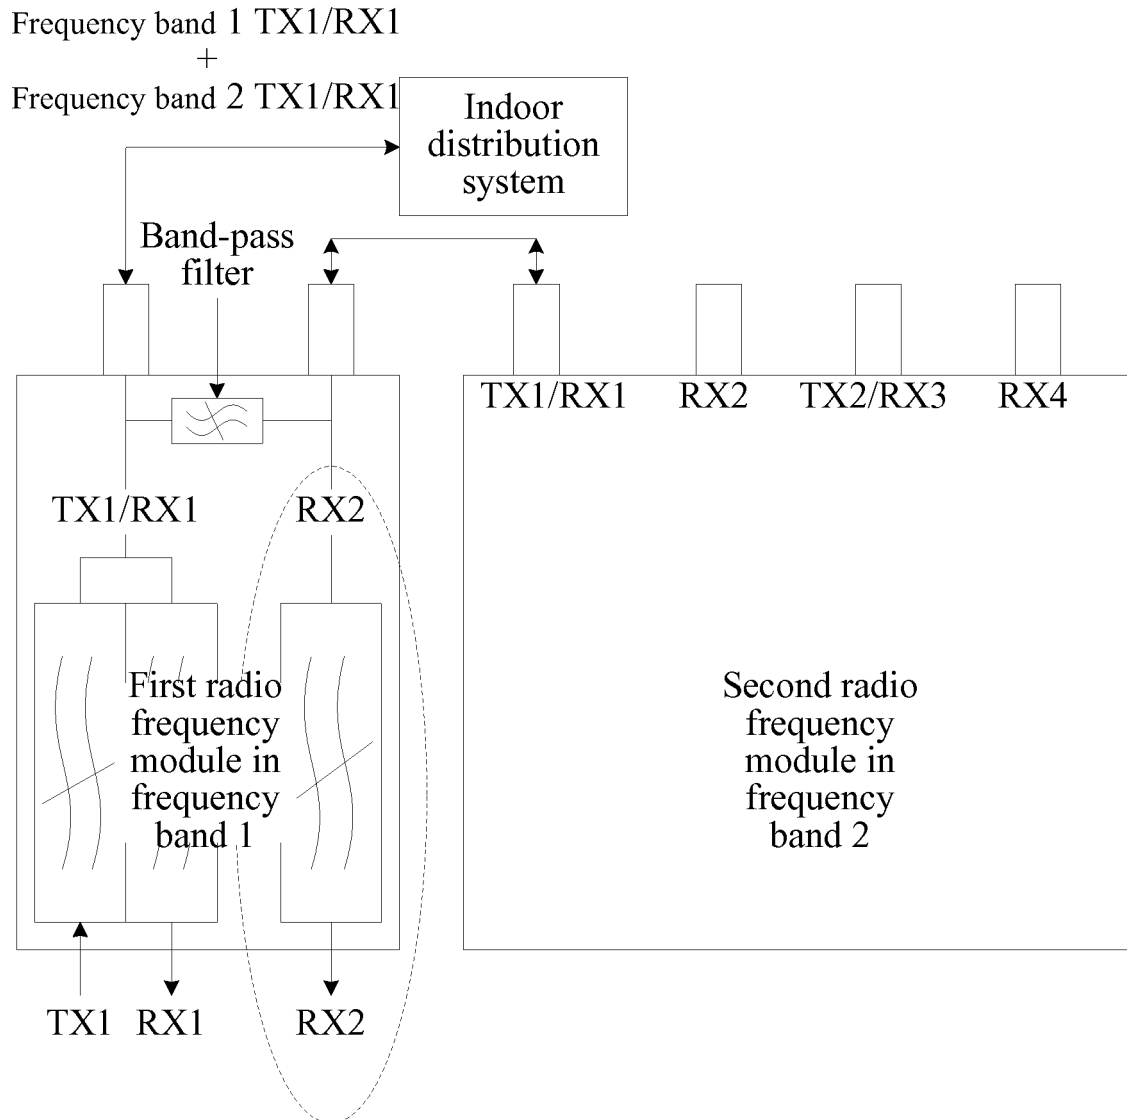 Frequency band 1 TX1/RX1
+
Frequency band 2 TX1/RX1
Indoor
distribution
system
Band-pass
filter
TX1/RX1
RX2
TX2/RX3
RX4
TX1/RX1
RX2
First radio
frequency
module in
frequency
band 1
Second radio
frequency
module in
frequency
band 2
TX1
RX1
RX2